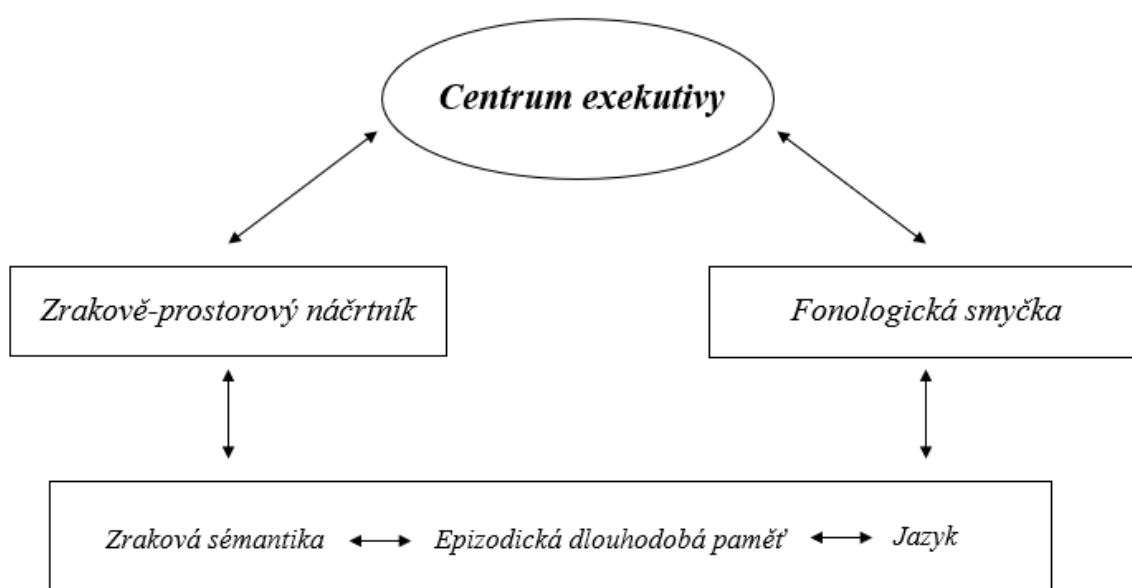 Centrum exekutivy
Zrakově-prostorový náčrtník
Fonologická smyčka
Zraková sémantika
Epizodická dlouhodobá paměť
Jazyk